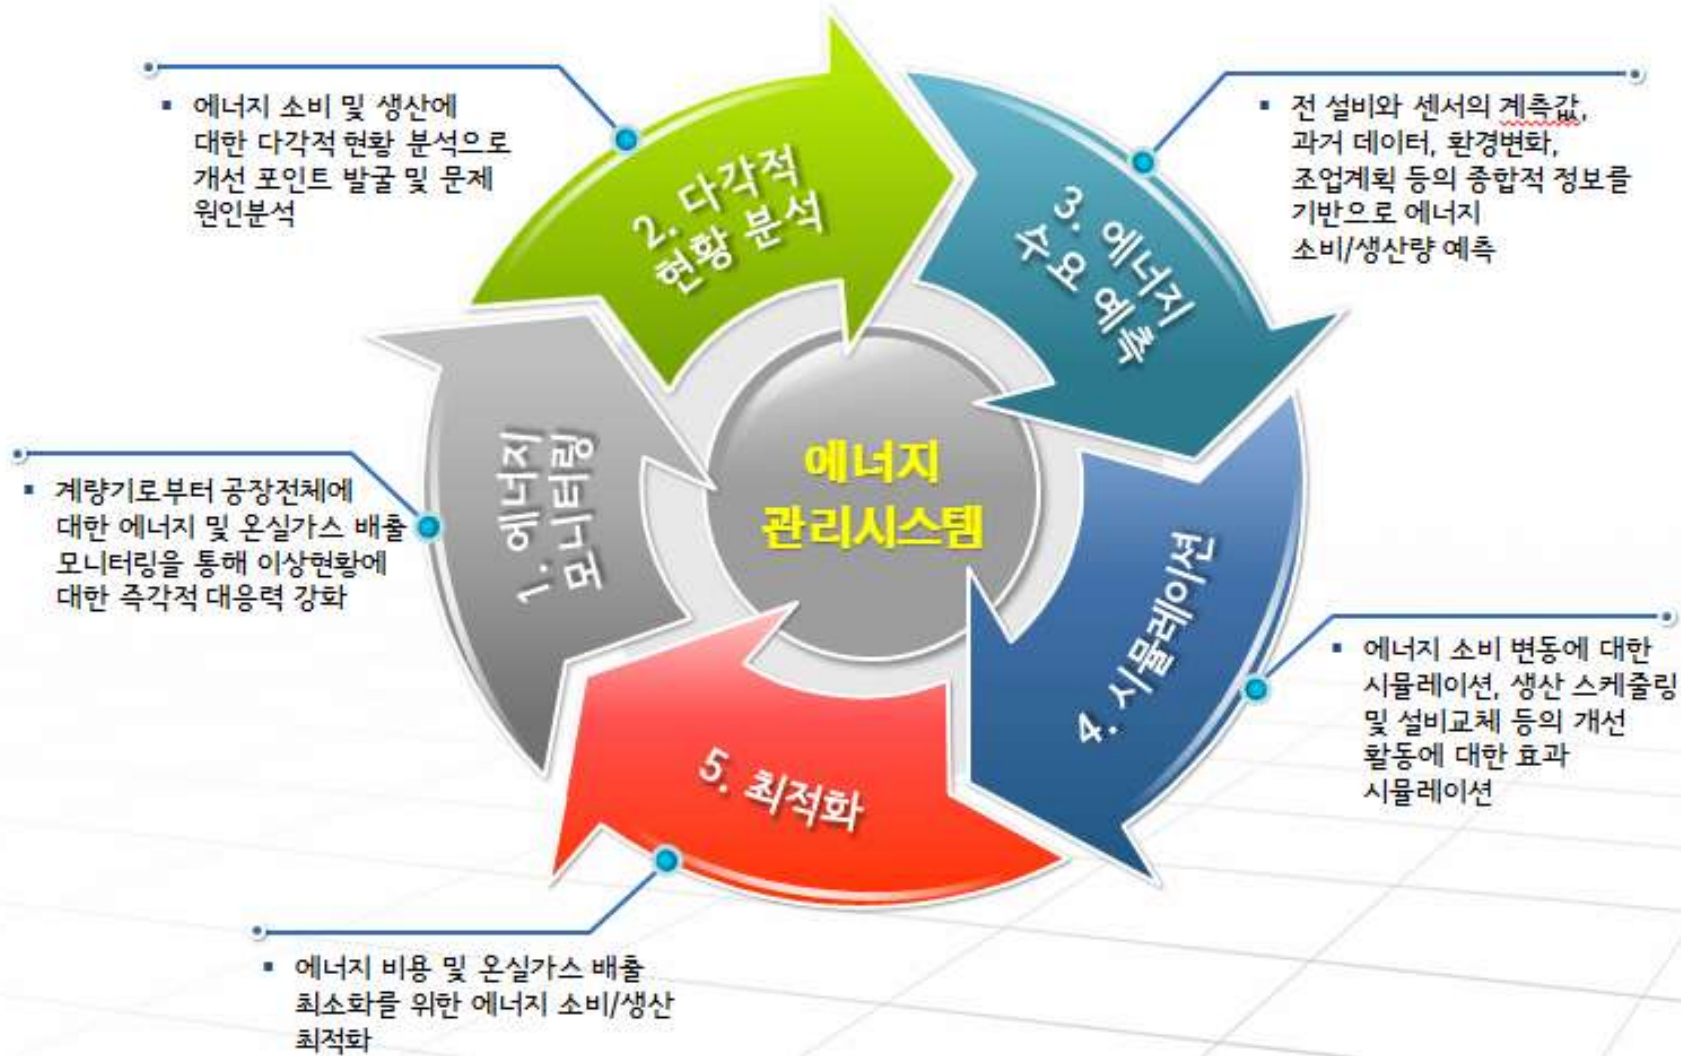 에너지
관리시스템
1. 에너지
모니터링
▪ 계량기로부터 공장전체에
대한 에너지 및 온실가스 배출
모니터링을 통해 이상현황에
대한 즉각적 대응력 강화
2. 다각적
현황 분석
▪ 에너지 소비 및 생산에
대한 다각적 현황 분석으로
개선 포인트 발굴 및 문제
원인분석
3. 에너지
수요 예측
▪ 전 설비와 센서의 계측값,
과거 데이터, 환경변화,
조업계획 등의 종합적 정보를
기반으로 에너지
소비/생산량 예측
4. 시뮬레이션
▪ 에너지 소비 변동에 대한
시뮬레이션, 생산 스케줄링
및 설비교체 등의 개선
활동에 대한 효과
시뮬레이션
5. 최적화
▪ 에너지 비용 및 온실가스 배출
최소화를 위한 에너지 소비/생산
최적화